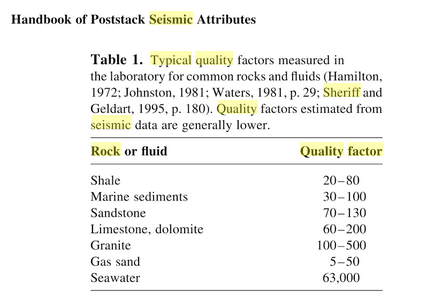 Handbook of Poststack Seismic Attributes
Table 1. Typical quality factors measured in
the laboratory for common rocks and fluids (Hamilton,
1972; Johnston, 1981; Waters, 1981, p. 29; Sheriff and
Geldart, 1995, p. 180). Quality factors estimated from
seismic data are generally lower.
Rock or fluid Quality factor
Shale 20–80
Marine sediments 30–100
Sandstone 70–130
Limestone, dolomite 60–200
Granite 100–500
Gas sand 5–50
Seawater 63,000